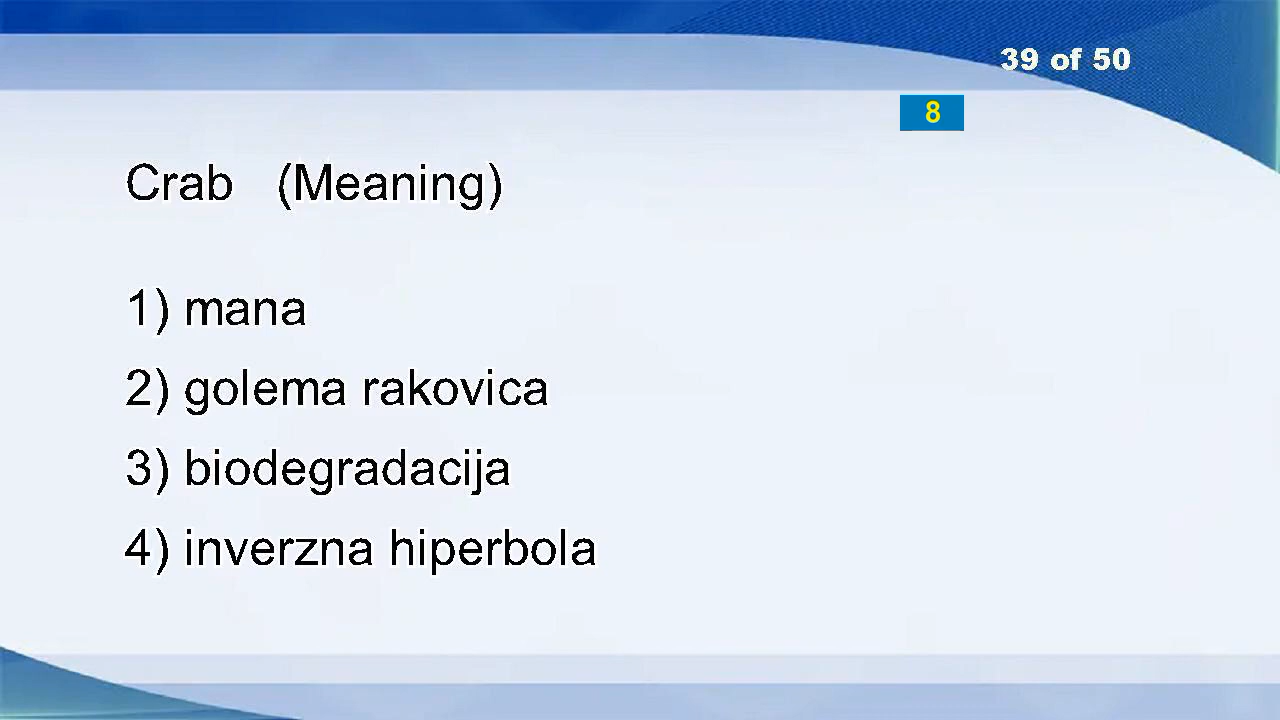 39 of 50
8
Crab (Meaning)
1) mana
2) golema rakovica
3) biodegradacija
4) inverzna hiperbola